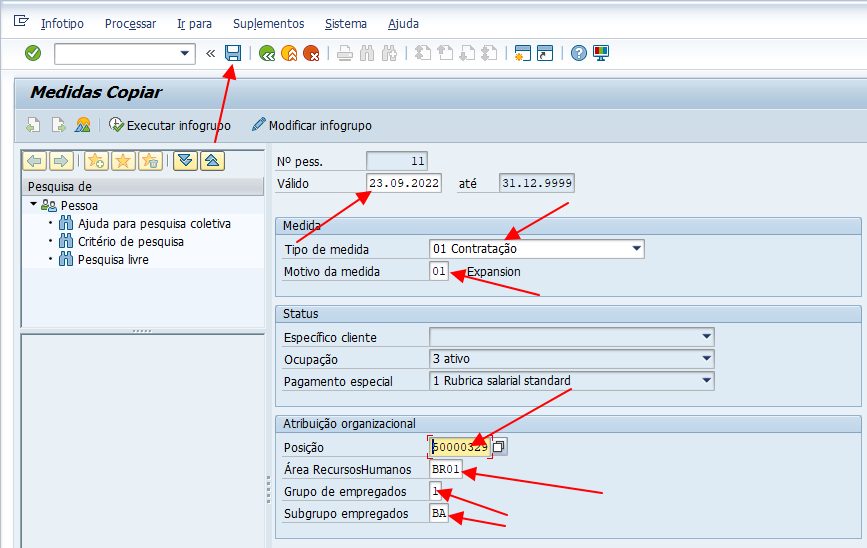 Infotipo Processar Ir para Suplementos Sistema Ajuda
Medidas Copiar
Executar infogrupo Modificar infogrupo
Pesquisa de
Pessoa
Ajuda para pesquisa coletiva
Critério de pesquisa
Pesquisa livre
Nº pess. 11
Válido 23.09.2022 até 31.12.9999
Medida
Tipo de medida 01 Contratação
Motivo da medida 01 Expansion
Status
Específico cliente
Ocupação 3 ativo
Pagamento especial 1 Rubrica salarial standard
Atribuição organizacional
Posição 50000329
Área RecursosHumanos BR01
Grupo de empregados 1
Subgrupo empregados BA